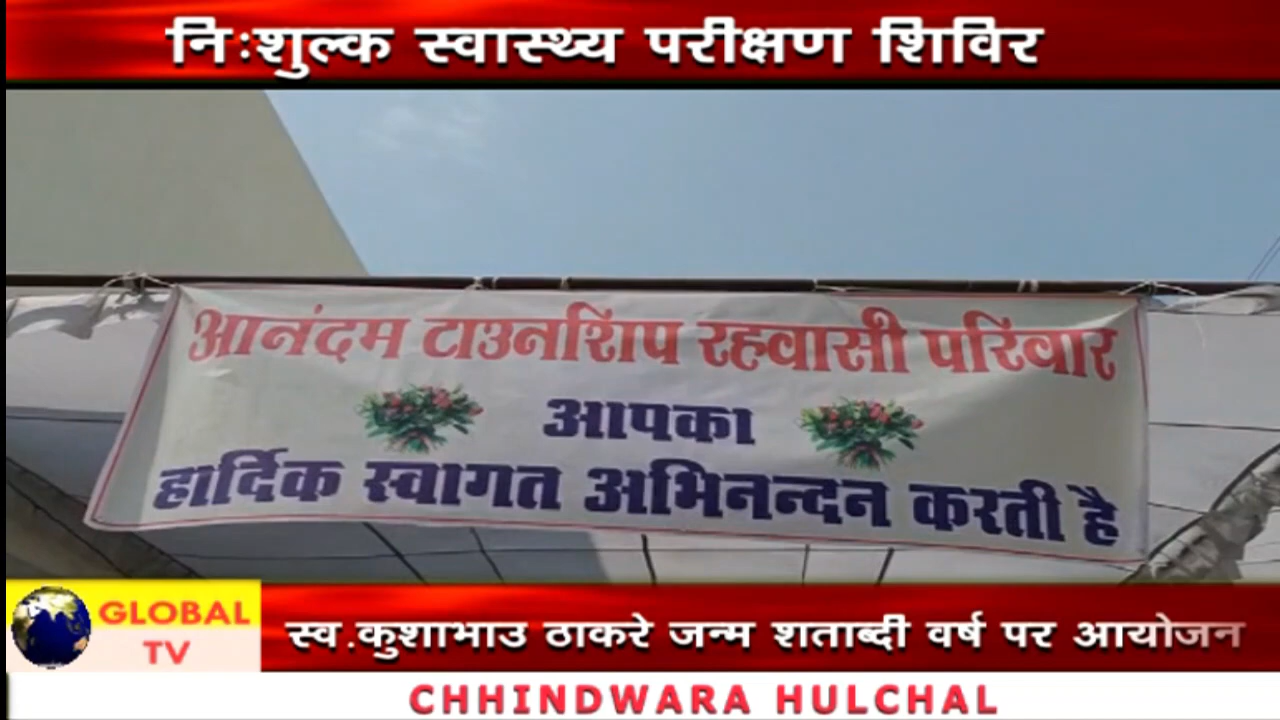 निःशुल्क स्वास्थ्य परीक्षण शिविर
आनंदम टाउनशिप रहवासी परिवार
आपका
हार्दिक स्वागत अभिनन्दन करती है
GLOBAL
TV
स्व.कुशाभाउ ठाकरे जन्म शताब्दी वर्ष पर आयोजन
CHHINDWARA HULCHAL